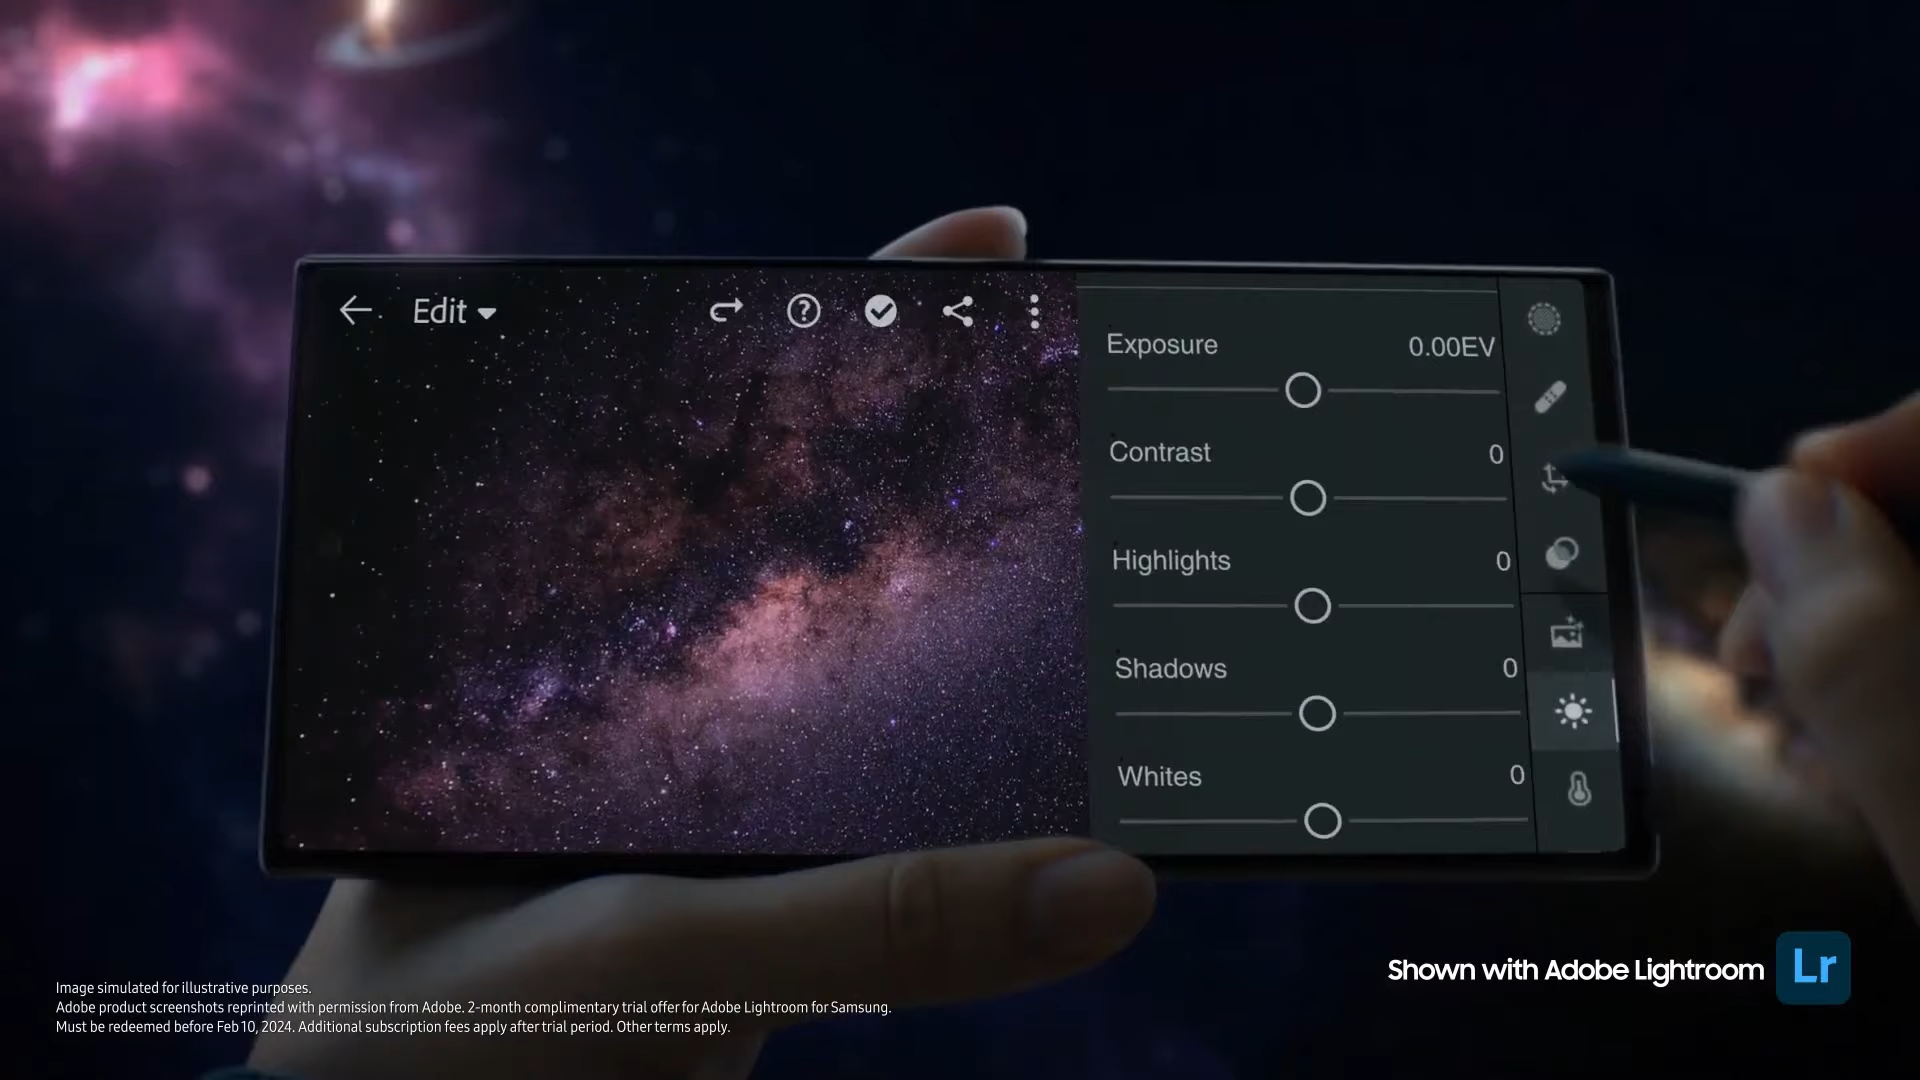 Edit
Exposure 0.00EV
Contrast 0
Highlights 0
Shadows 0
Whites 0
Shown with Adobe Lightroom Lr
Image simulated for illustrative purposes.
Adobe product screenshots reprinted with permission from Adobe. 2-month complimentary trial offer for Adobe Lightroom for Samsung.
Must be redeemed before Feb 10, 2024. Additional subscription fees apply after trial period. Other terms apply.